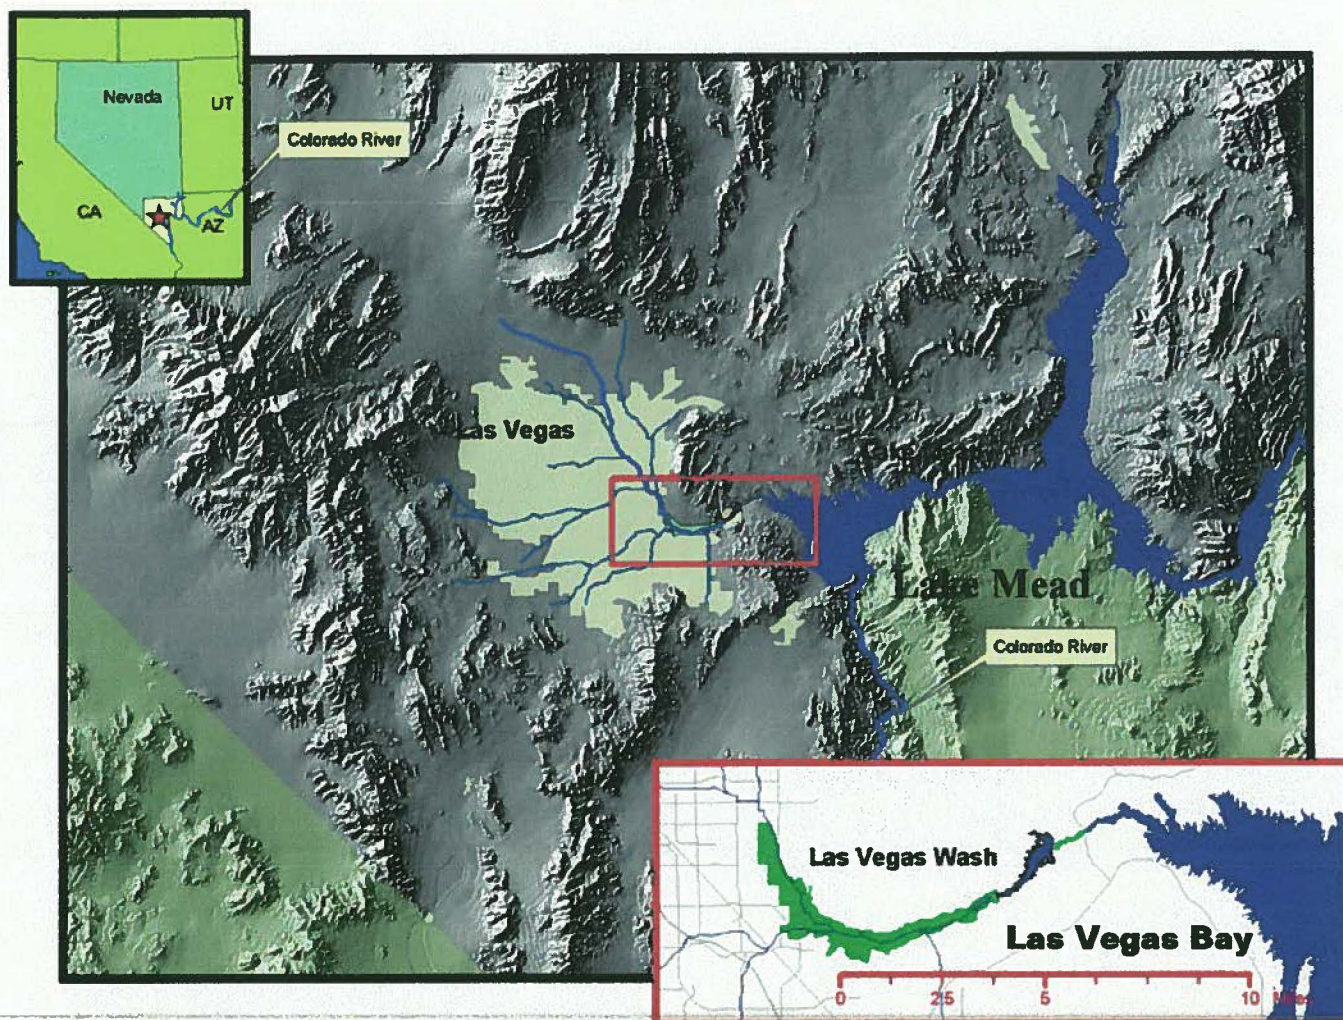 Nevada
UT
Colorado River
CA
AZ
Las Vegas
Lake Mead
Colorado River
Las Vegas Wash
Las Vegas Bay
0 2.5 5 10 Miles